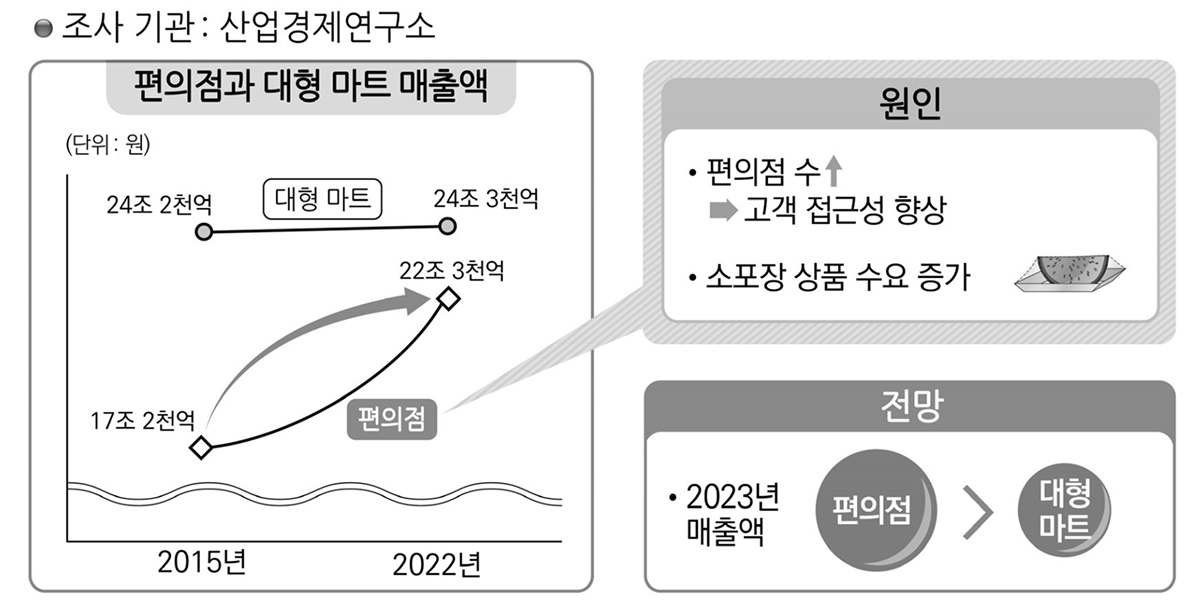 조사 기관: 산업경제연구소
편의점과 대형 마트 매출액
(단위: 원)
24조 2천억
대형 마트
24조 3천억
22조 3천억
17조 2천억
편의점
2015년
2022년
원인
• 편의점 수↑
➡ 고객 접근성 향상
• 소포장 상품 수요 증가
전망
• 2023년
매출액
편의점
>
대형
마트